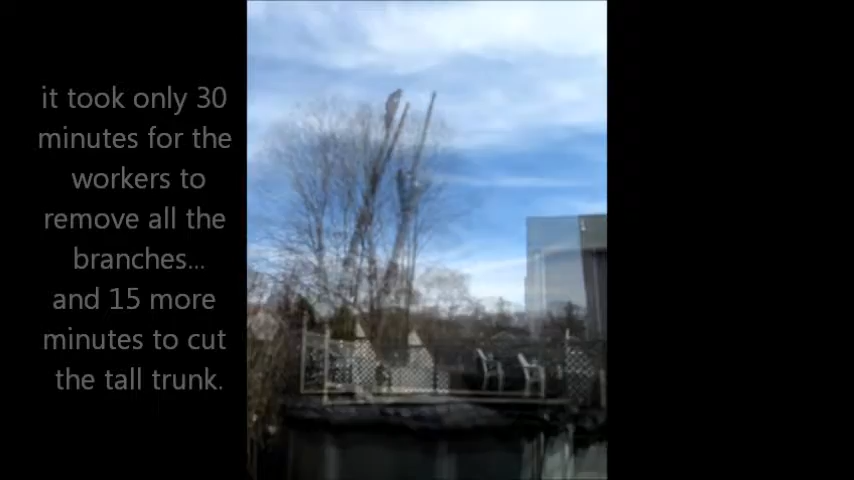 it took only 30
minutes for the
workers to
remove all the
branches...
and 15 more
minutes to cut
the tall trunk.